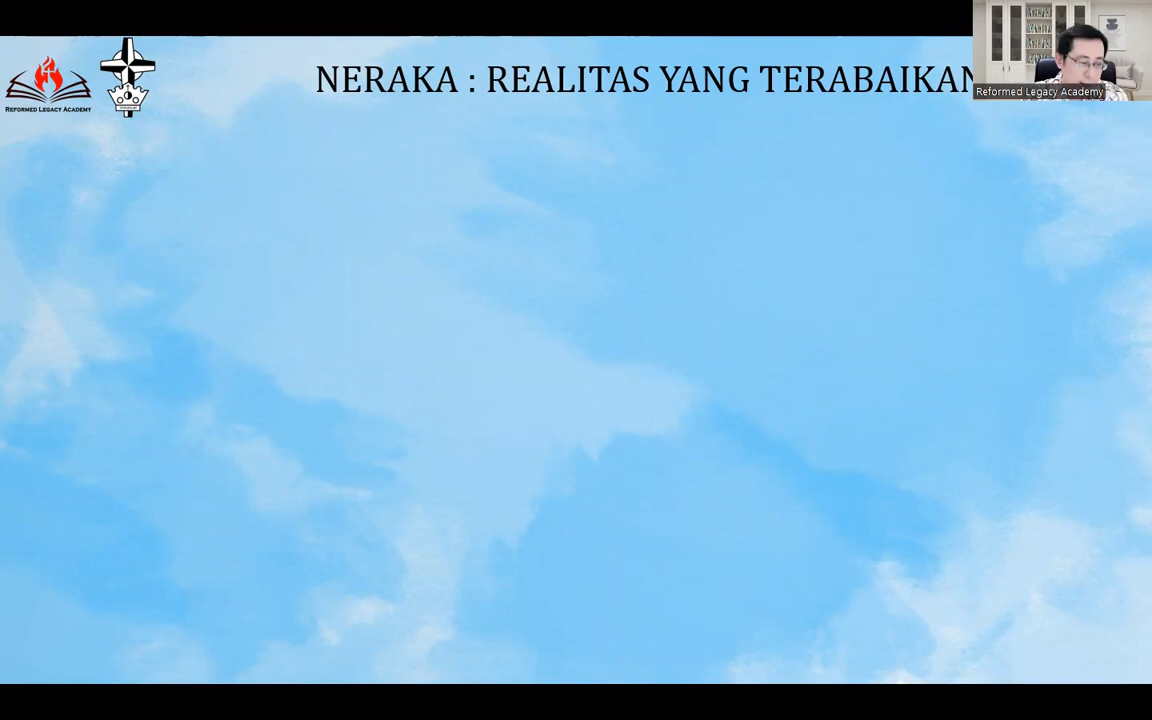 NERAKA : REALITAS YANG TERABAIKAN
REFORMED LEGACY ACADEMY
Reformed Legacy Academy